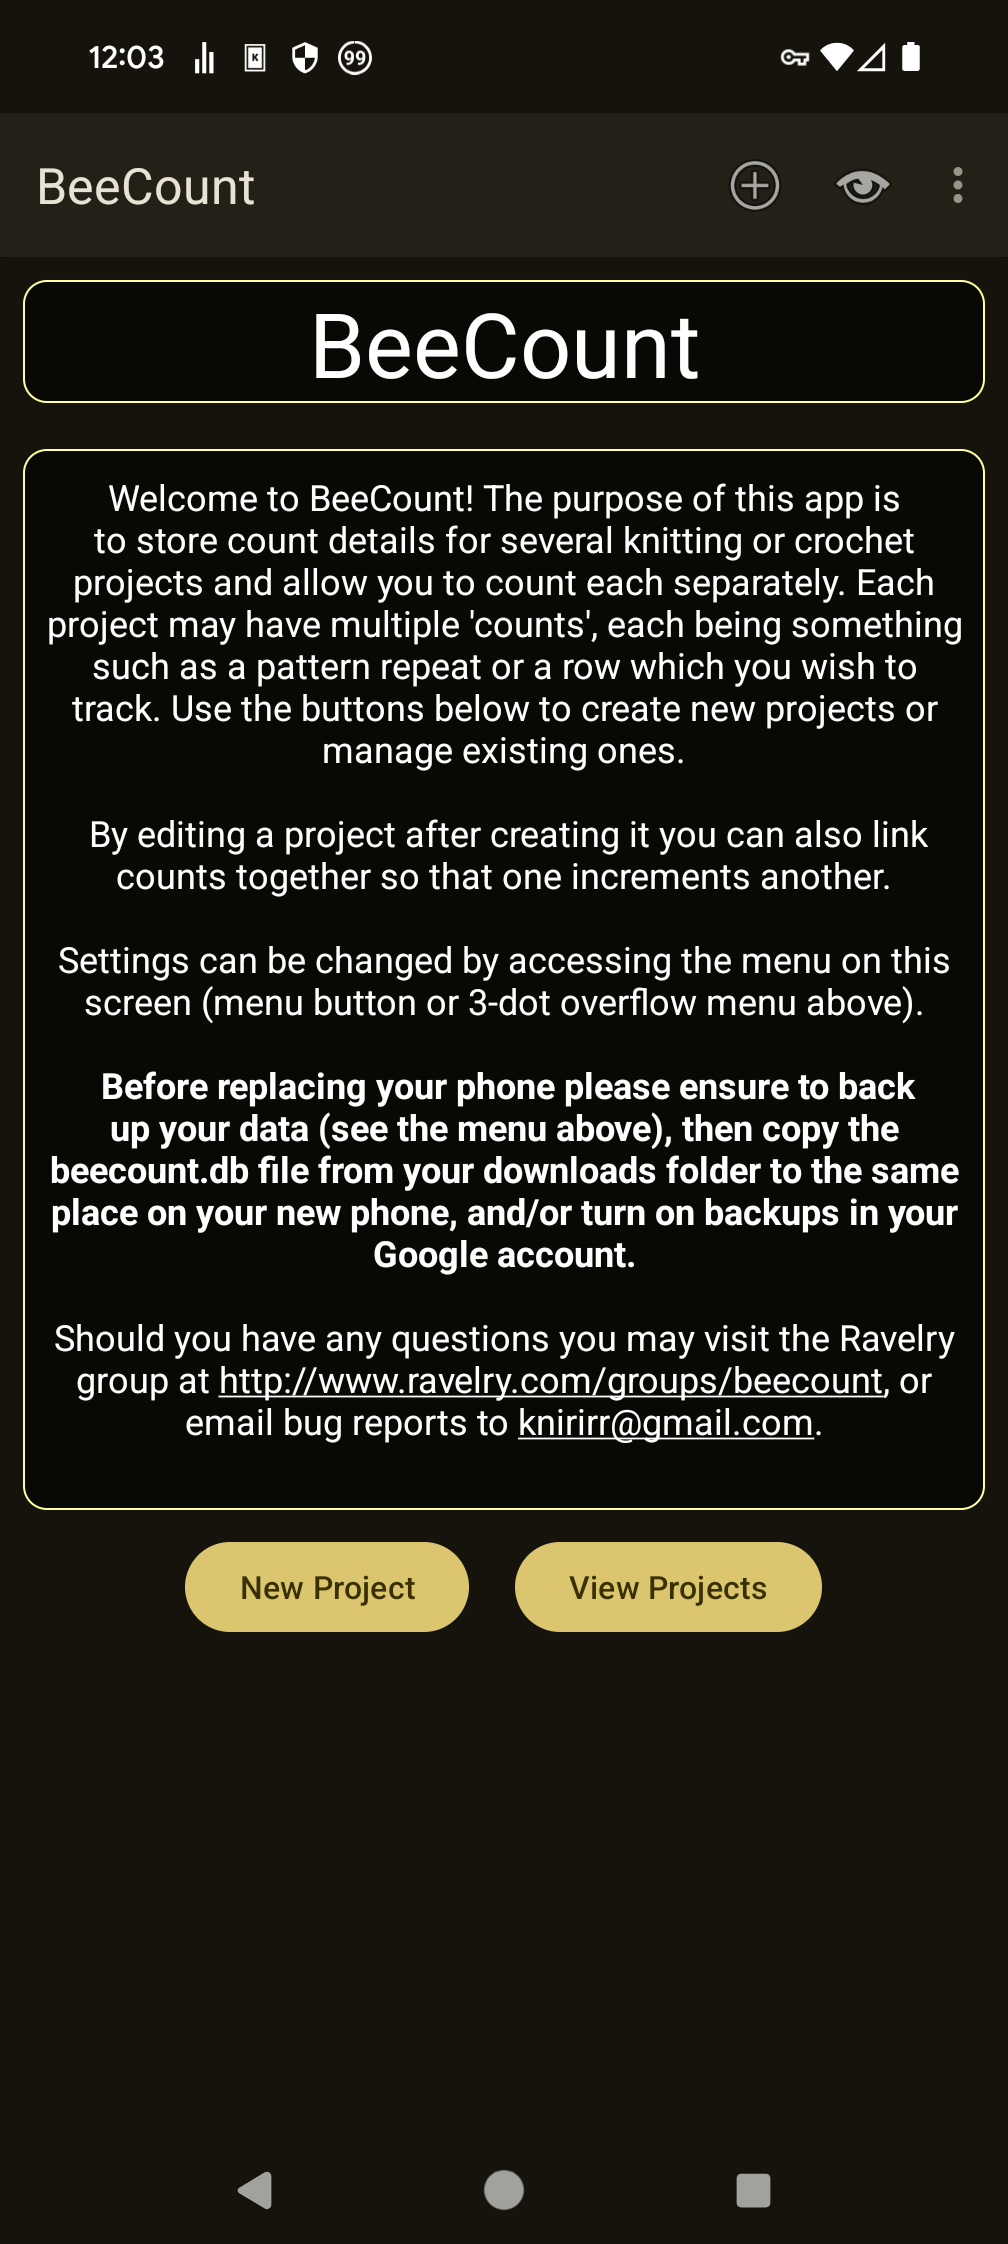 12:03
K
99
BeeCount
BeeCount
Welcome to BeeCount! The purpose of this app is
to store count details for several knitting or crochet
projects and allow you to count each separately. Each
project may have multiple 'counts', each being something
such as a pattern repeat or a row which you wish to
track. Use the buttons below to create new projects or
manage existing ones.
By editing a project after creating it you can also link
counts together so that one increments another.
Settings can be changed by accessing the menu on this
screen (menu button or 3-dot overflow menu above).
Before replacing your phone please ensure to back
up your data (see the menu above), then copy the
beecount.db file from your downloads folder to the same
place on your new phone, and/or turn on backups in your
Google account.
Should you have any questions you may visit the Ravelry
group at http://www.ravelry.com/groups/beecount, or
email bug reports to knirirr@gmail.com.
New Project
View Projects